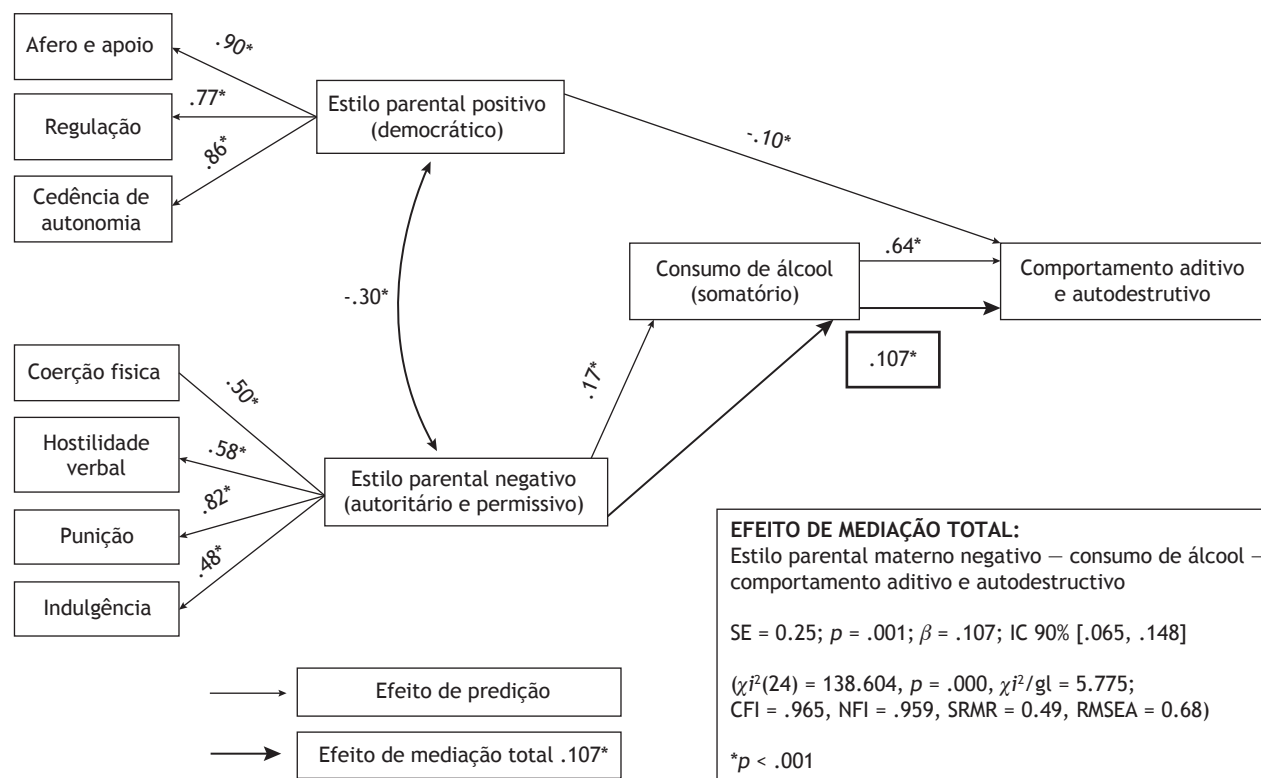 Afero e apoio
.90*
Regulação
.77*
Cedência de
autonomia
.86*
Estilo parental positivo
(democrático)
-.10*
-.30*
Consumo de álcool
(somatório)
.64*
.107*
Comportamento aditivo
e autodestrutivo
Coerção fisica
.50*
Hostilidade
verbal
.58*
Punição
.82*
Indulgência
.48*
Estilo parental negativo
(autoritário e permissivo)
.17*
Efeito de predição
Efeito de mediação total .107*
EFEITO DE MEDIAÇÃO TOTAL:
Estilo parental materno negativo — consumo de álcool —
comportamento aditivo e autodestructivo
SE = 0.25; p = .001; β = .107; IC 90% [.065, .148]
(χi²(24) = 138.604, p = .000, χi²/gl = 5.775;
CFI = .965, NFI = .959, SRMR = 0.49, RMSEA = 0.68)
*p < .001